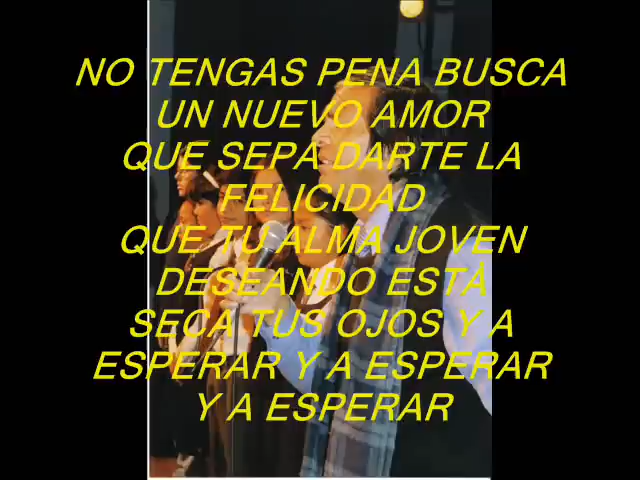 NO TENGAS PENA BUSCA
UN NUEVO AMOR
QUE SEPA DARTE LA
FELICIDAD
QUE TU ALMA JOVEN
DESEANDO ESTÁ
SECA TUS OJOS Y A
ESPERAR Y A ESPERAR
Y A ESPERAR